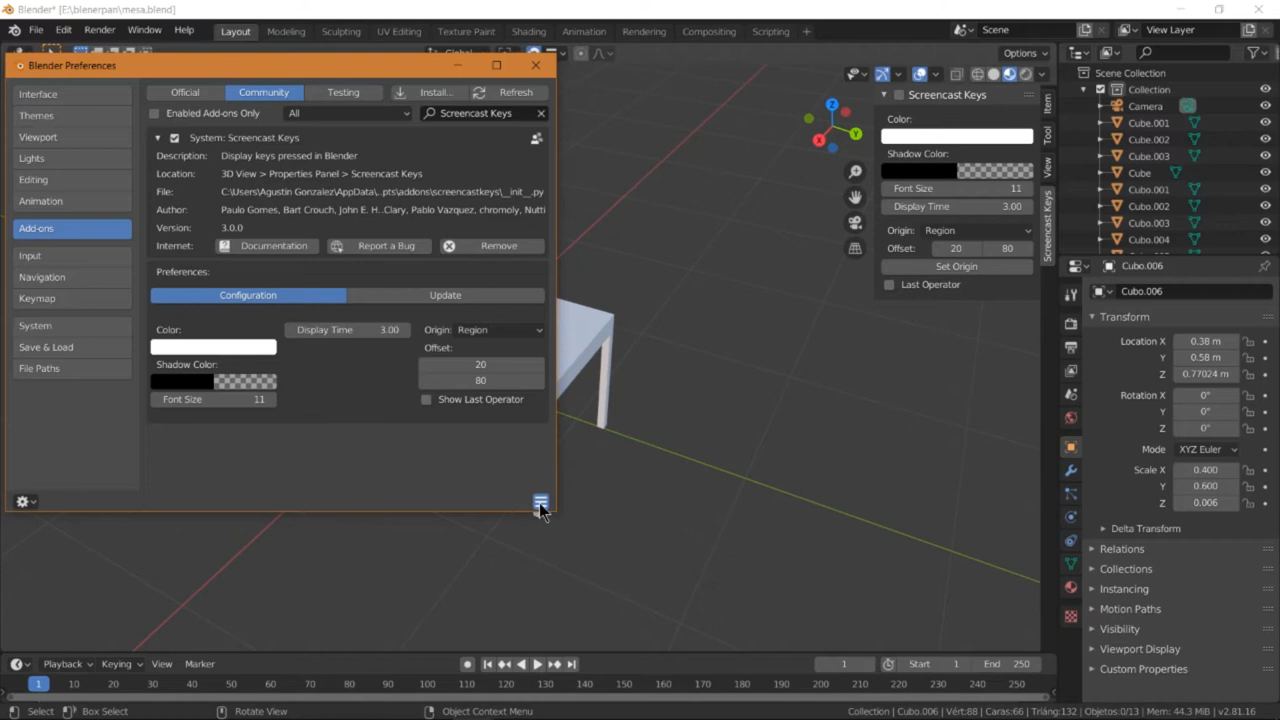 Blender* [E:\blenerpan\mesa.blend]
File Edit Render Window Help Layout Modeling Sculpting UV Editing Texture Paint Shading Animation Rendering Compositing Scripting + Scene View Layer
Global Options
Blender Preferences
Interface
Themes
Viewport
Lights
Editing
Animation
Add-ons
Input
Navigation
Keymap
System
Save & Load
File Paths
Official Community Testing Install... Refresh
Enabled Add-ons Only All Screencast Keys
System: Screencast Keys
Description: Display keys pressed in Blender
Location: 3D View > Properties Panel > Screencast Keys
File: C:\Users\Agustin Gonzalez\AppData\..pts\addons\screencastkeys\__init__.py
Author: Paulo Gomes, Bart Crouch, John E. H..Clary, Pablo Vazquez, chromoly, Nutti
Version: 3.0.0
Internet: Documentation Report a Bug Remove
Preferences:
Configuration Update
Color: Display Time 3.00 Origin: Region
Offset:
Shadow Color: 20
80
Font Size 11 Show Last Operator
Z
Y
X
Screencast Keys
Color:
Shadow Color:
Font Size 11
Display Time 3.00
Origin: Region
Offset: 20 80
Set Origin
Last Operator
Item
Tool
View
Screencast Keys
Scene Collection
Collection
Camera
Cube.001
Cube.002
Cube.003
Cube
Cubo.001
Cubo.002
Cubo.003
Cubo.004
Cubo.006
Cubo.006
Transform
Location X 0.38 m
Y 0.58 m
Z 0.77024 m
Rotation X 0°
Y 0°
Z 0°
Mode XYZ Euler
Scale X 0.400
Y 0.600
Z 0.006
Delta Transform
Relations
Collections
Instancing
Motion Paths
Visibility
Viewport Display
Custom Properties
Playback Keying View Marker 1 Start 1 End 250
1 10 20 30 40 50 60 70 80 90 100 110 120 130 140 150 160 170 180 190 200 210 220 230 240 250
Select Box Select Rotate View Object Context Menu Collection | Cubo.006 | Vért:88 | Caras:66 | Triáng:132 | Objetos:0/13 | Mem: 44.3 MiB | v2.81.16